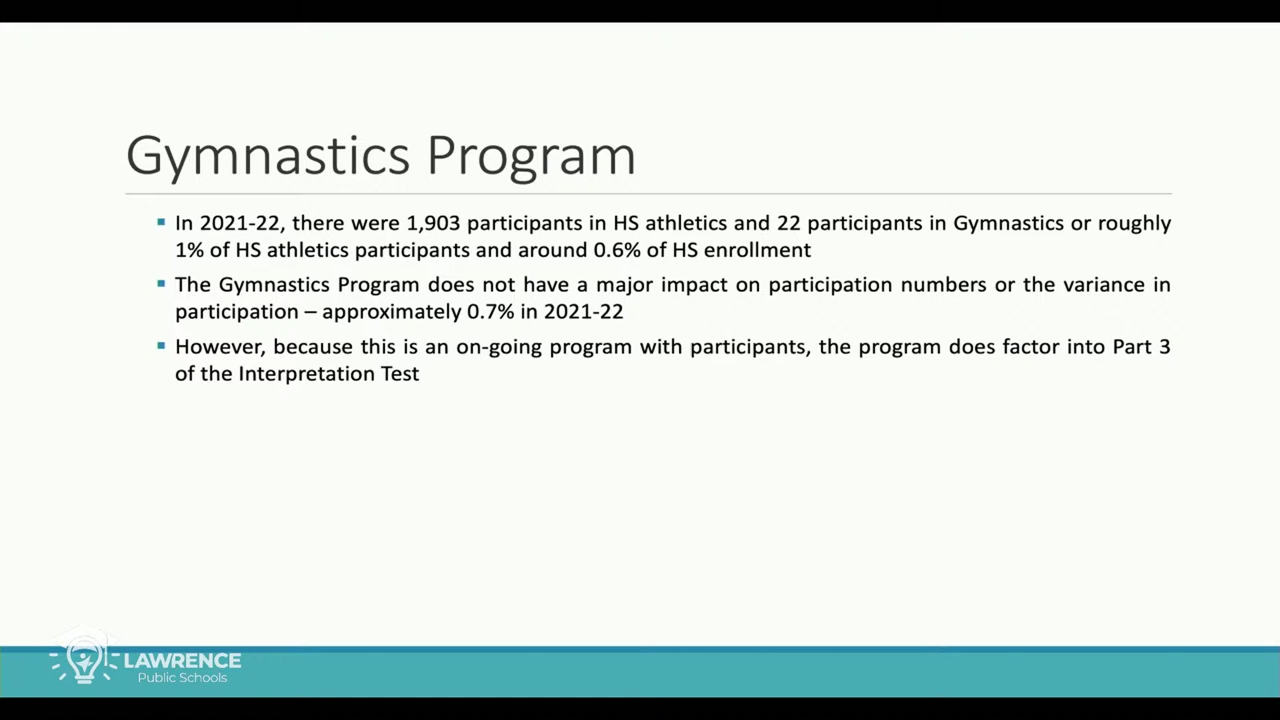 Gymnastics Program
In 2021-22, there were 1,903 participants in HS athletics and 22 participants in Gymnastics or roughly
1% of HS athletics participants and around 0.6% of HS enrollment
The Gymnastics Program does not have a major impact on participation numbers or the variance in
participation – approximately 0.7% in 2021-22
However, because this is an on-going program with participants, the program does factor into Part 3
of the Interpretation Test
LAWRENCE
Public Schools